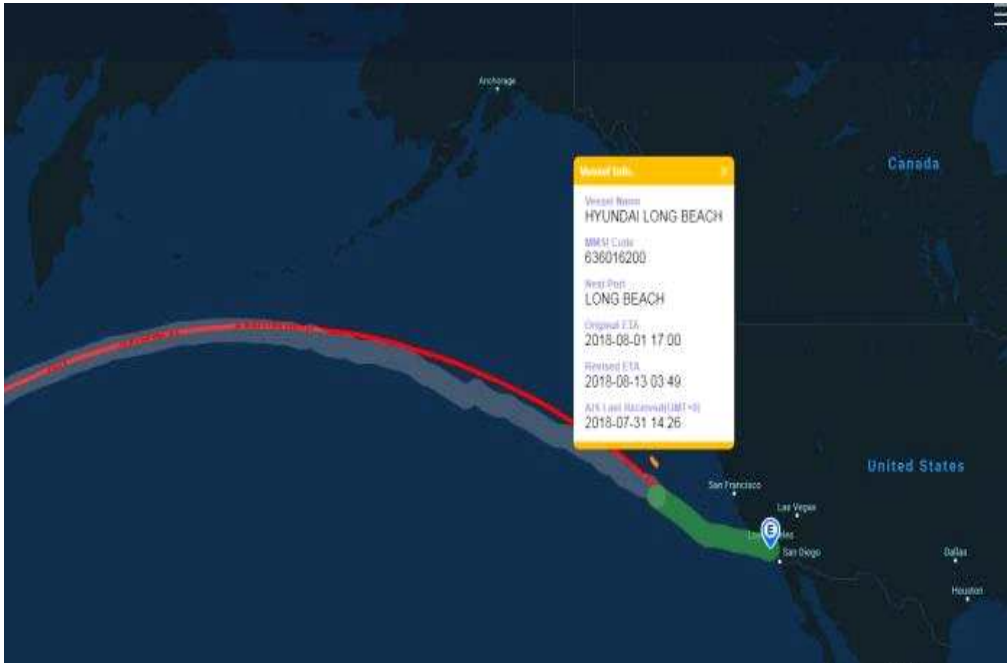 Anchorage
Canada
Vessel Info.
Vessel Name
HYUNDAI LONG BEACH
MMSI Code
636016200
Next Port
LONG BEACH
Original ETA
2018-08-01 17:00
Revised ETA
2018-08-13 03:49
AIS Last Received(GMT+0)
2018-07-31 14:26
United States
San Francisco
Las Vegas
E
San Diego
Dallas
Houston